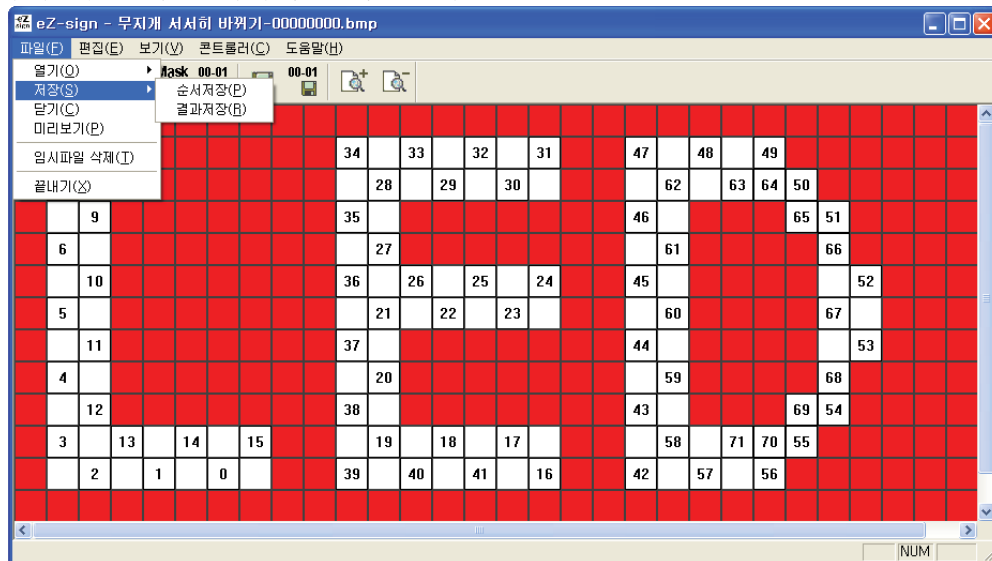 eZ-sign - 무지개 서서히 바뀌기-00000000.bmp
파일(F) 편집(E) 보기(V) 콘트롤러(C) 도움말(H)
Mask 00-01 00-01
열기(O)
저장(S)
닫기(C)
미리보기(P)
임시파일 삭제(T)
끝내기(X)
순서저장(P)
결과저장(R)
34 33 32 31 47 48 49
28 29 30 62 63 64 50
9 35 46 65 51
6 27 61 66
10 36 26 25 24 45 52
5 21 22 23 60 67
11 37 44 53
4 20 59 68
12 38 43 69 54
3 13 14 15 19 18 17 58 71 70 55
2 1 0 39 40 41 16 42 57 56
NUM